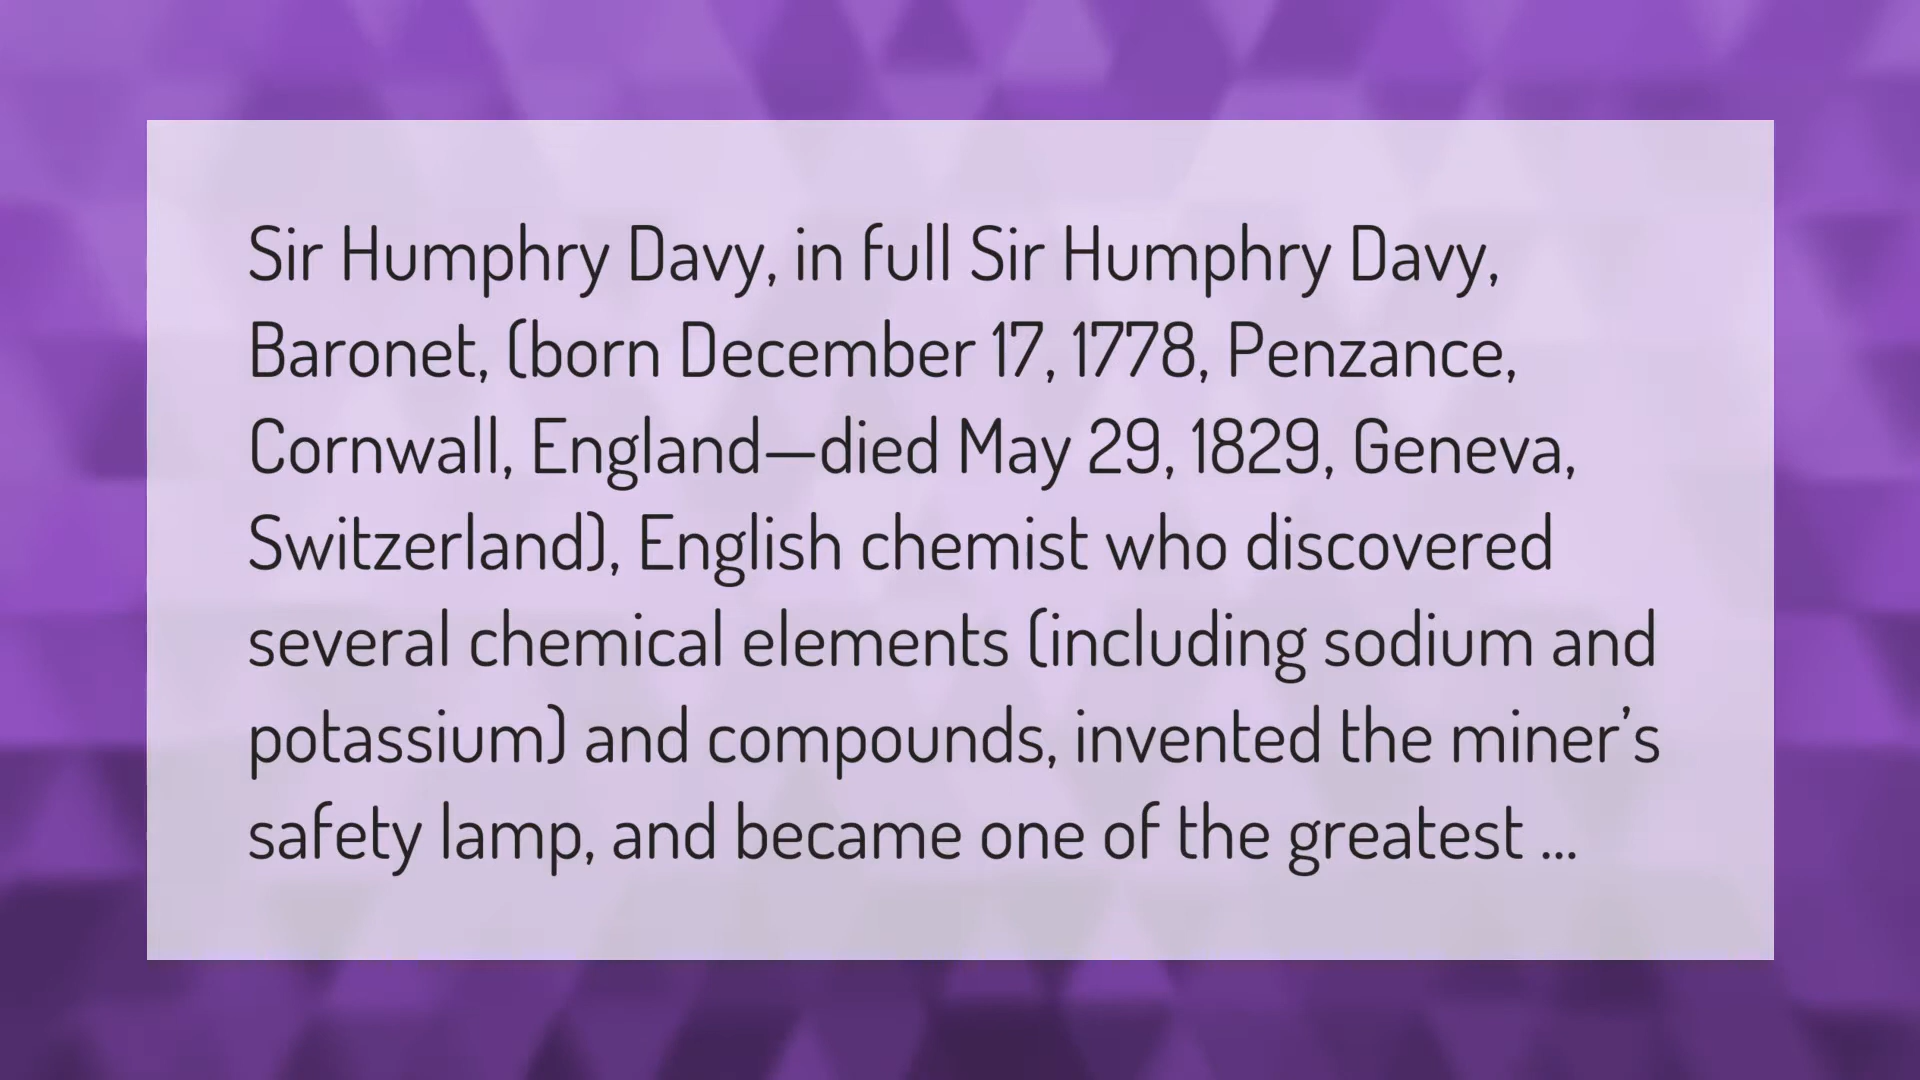 Sir Humphry Davy, in full Sir Humphry Davy,
Baronet, (born December 17, 1778, Penzance,
Cornwall, England—died May 29, 1829, Geneva,
Switzerland), English chemist who discovered
several chemical elements (including sodium and
potassium) and compounds, invented the miner’s
safety lamp, and became one of the greatest ...